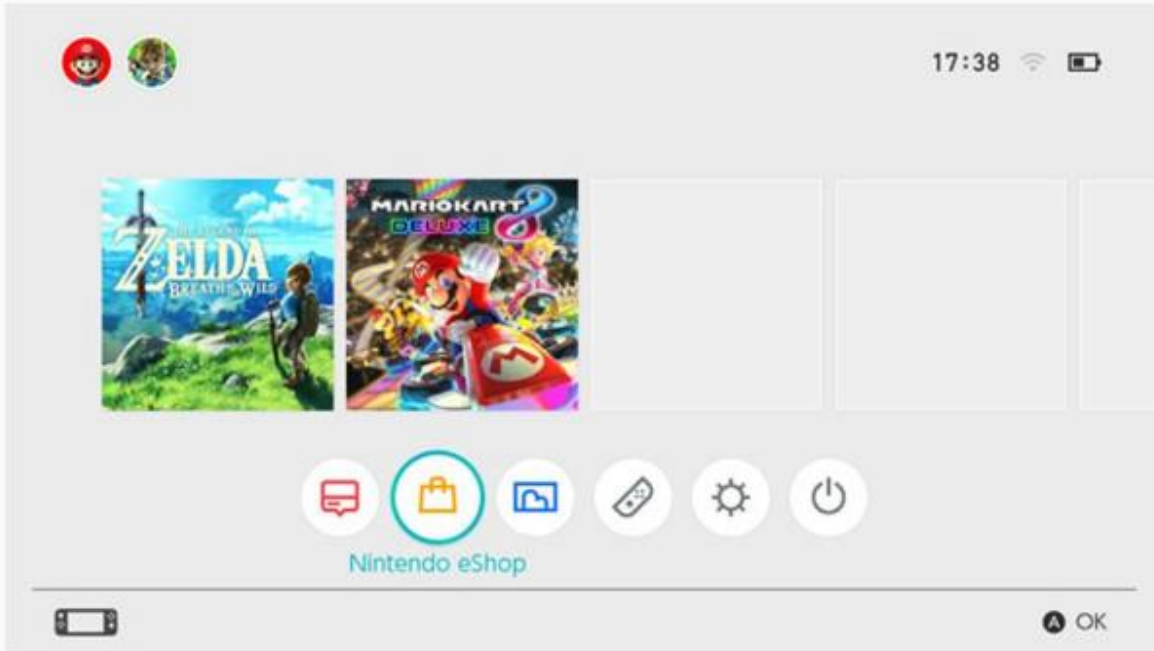 17:38
THE LEGEND OF
ZELDA
BREATH OF THE WILD
MARIOKART 8
DELUXE
M
Nintendo eShop
A OK